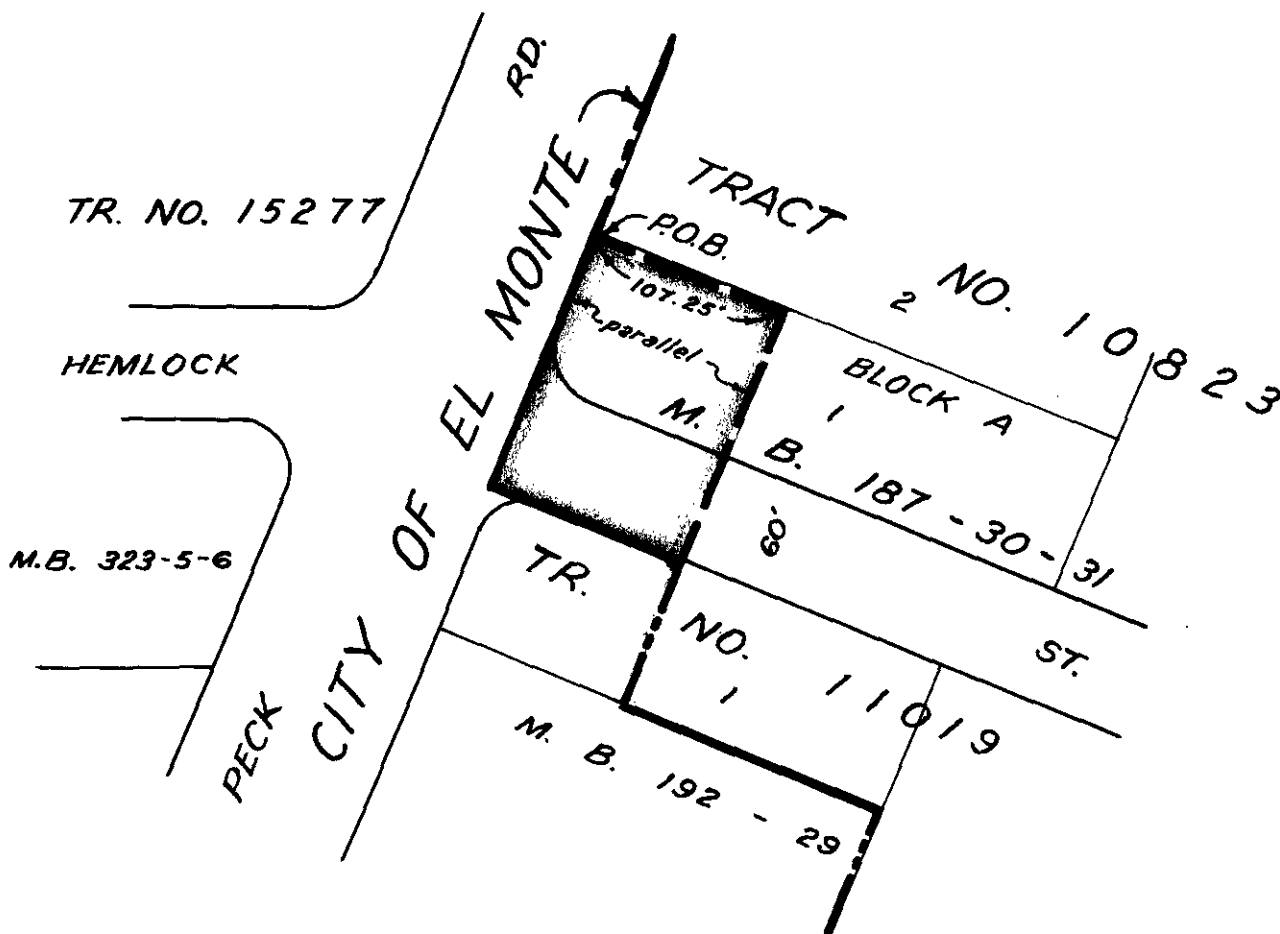 RD.
TR. NO. 15277
TRACT NO. 10823
P.O.B.
2
107.25'
parallel
HEMLOCK
BLOCK A
1
M. B. 187-30-31
CITY OF EL MONTE
60'
M.B. 323-5-6
TR. NO. 11019
ST.
1
PECK
M. B. 192 - 29